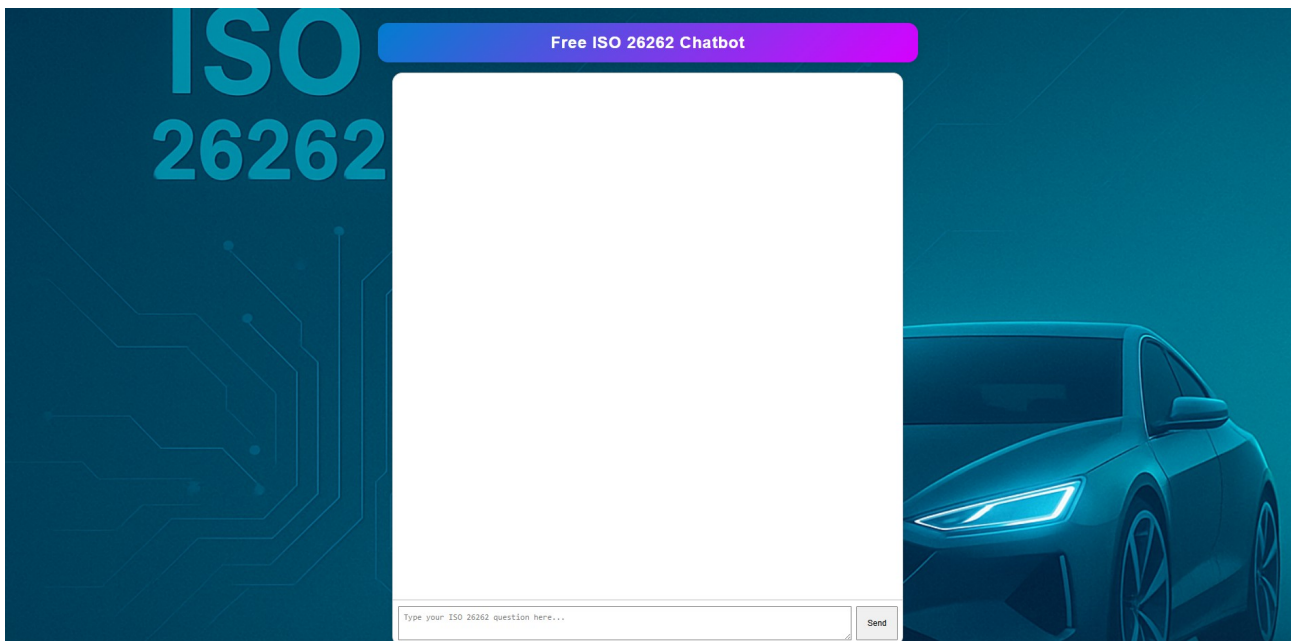 ISO
26262
Free ISO 26262 Chatbot
Type your ISO 26262 question here...
Send